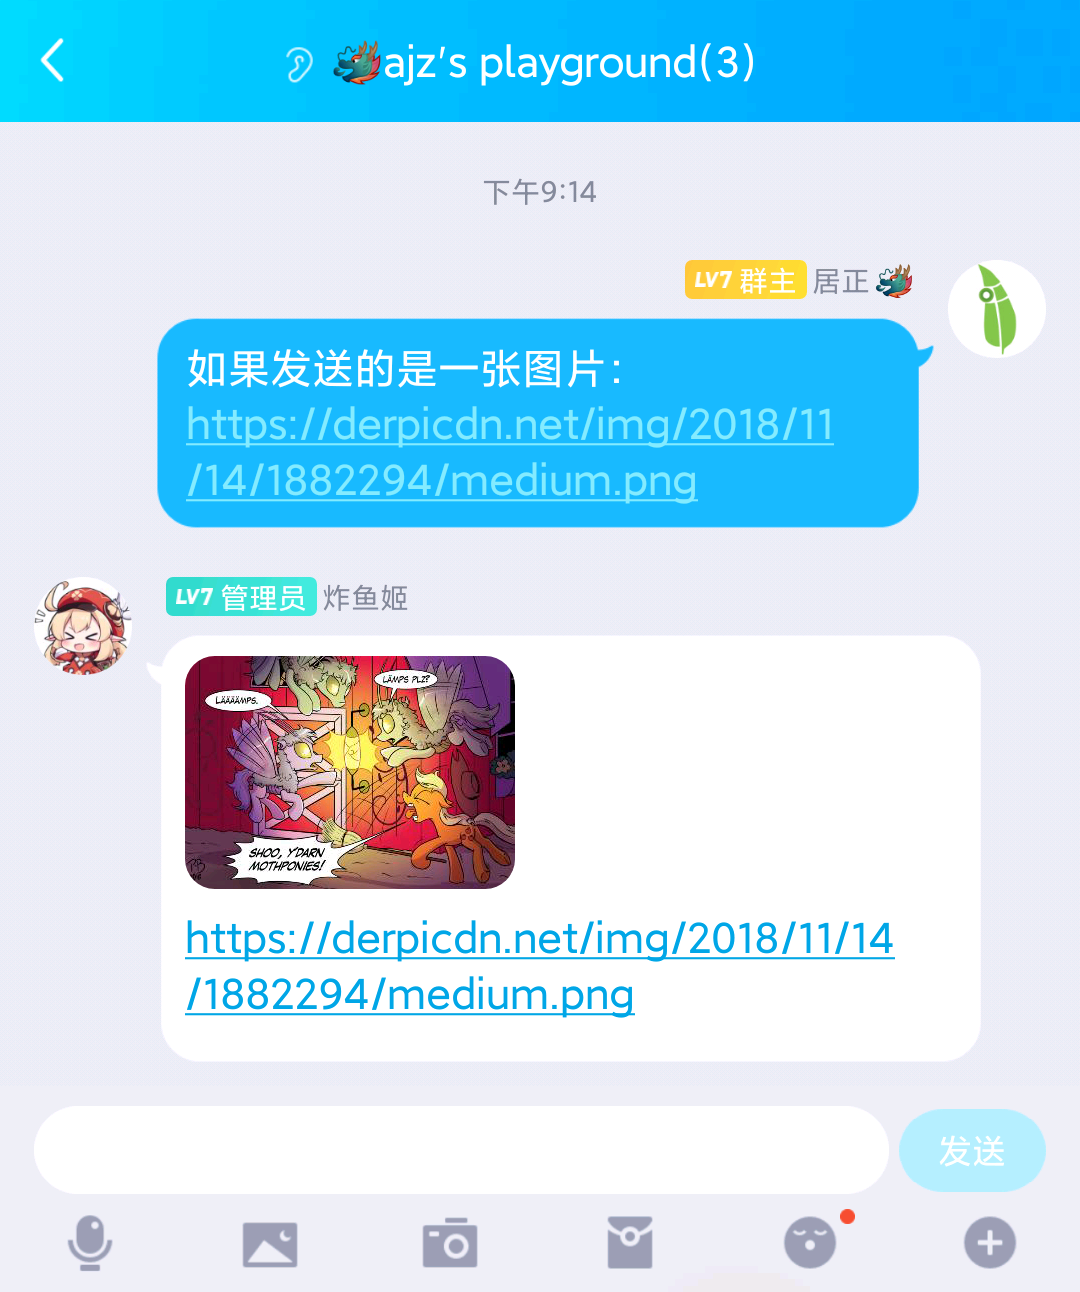 ajz's playground(3)
下午9:14
LV7 群主 居正
如果发送的是一张图片:
https://derpicdn.net/img/2018/11
/14/1882294/medium.png
LV7 管理员 炸鱼姬
LÄÄÄÄMPS.
LÄMPS PLZ?
SHOO, Y'DARN
MOTHPONIES!
https://derpicdn.net/img/2018/11/14
/1882294/medium.png
发送